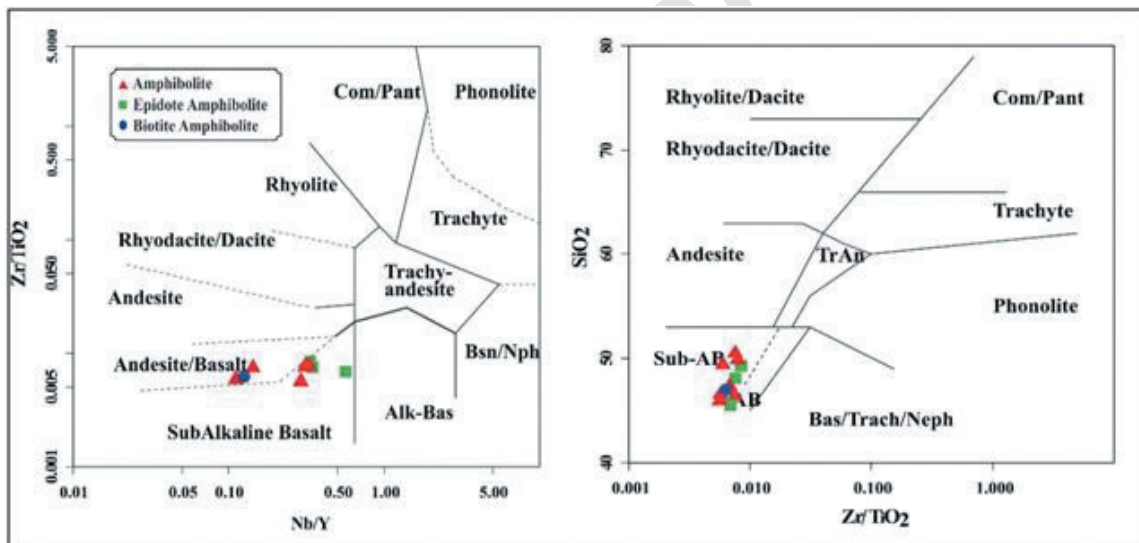 5.000
Amphibolite
Epidote Amphibolite
Biotite Amphibolite
Com/Pant
Phonolite
0.500
Rhyolite
Trachyte
Rhyodacite/Dacite
Zr/TiO2
0.050
Trachy-
andesite
Andesite
Bsn/Nph
Andesite/Basalt
0.005
Alk-Bas
SubAlkaline Basalt
0.001
0.01
0.05
0.10
0.50
1.00
5.00
Nb/Y
80
Rhyolite/Dacite
Com/Pant
70
Rhyodacite/Dacite
Trachyte
SiO2
60
Andesite
TrAn
Phonolite
50
Sub-AB
AB
Bas/Trach/Neph
40
0.001
0.010
0.100
1.000
Zr/TiO2